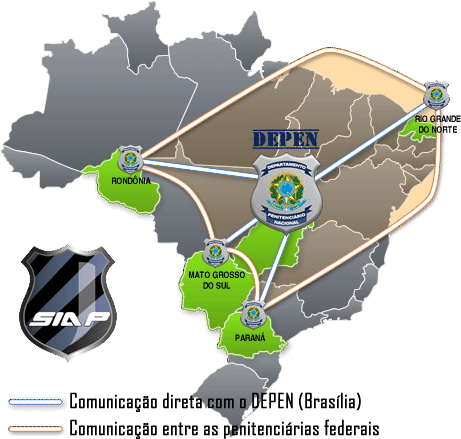 DEPEN
DEPARTAMENTO
PENITENCIÁRIO
NACIONAL
RIO GRANDE
DO NORTE
RONDÔNIA
MATO GROSSO
DO SUL
PARANÁ
SIAP
Comunicação direta com o DEPEN (Brasília)
Comunicação entre as penitenciárias federais